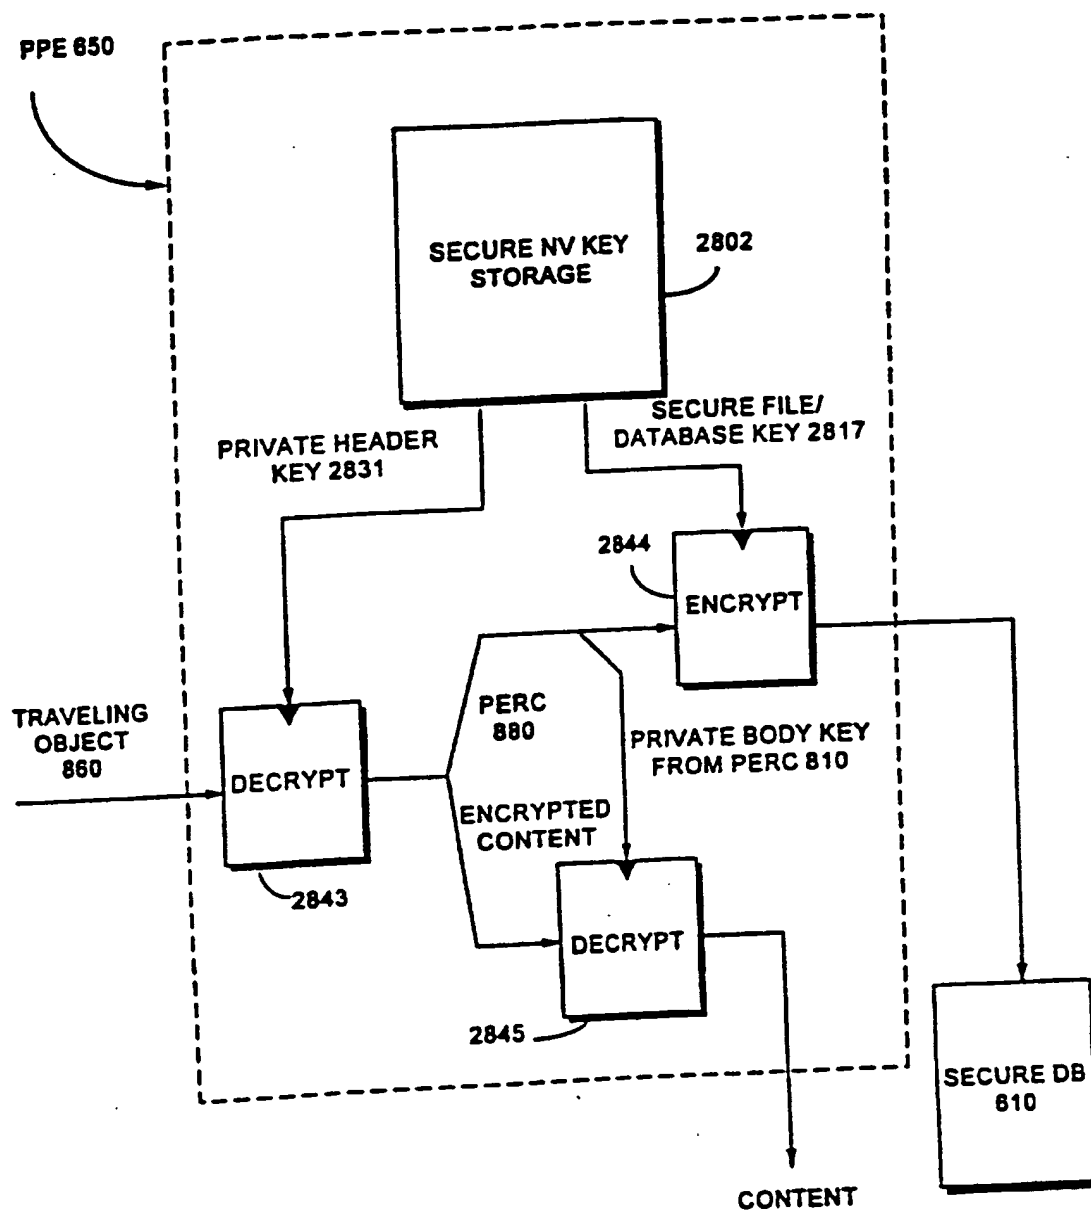 PPE 650
SECURE NV KEY
STORAGE
2802
SECURE FILE/
DATABASE KEY 2817
PRIVATE HEADER
KEY 2831
2844
ENCRYPT
TRAVELING
OBJECT
860
DECRYPT
PERC
880
PRIVATE BODY KEY
FROM PERC 810
ENCRYPTED
CONTENT
2843
DECRYPT
2845
SECURE DB
610
CONTENT